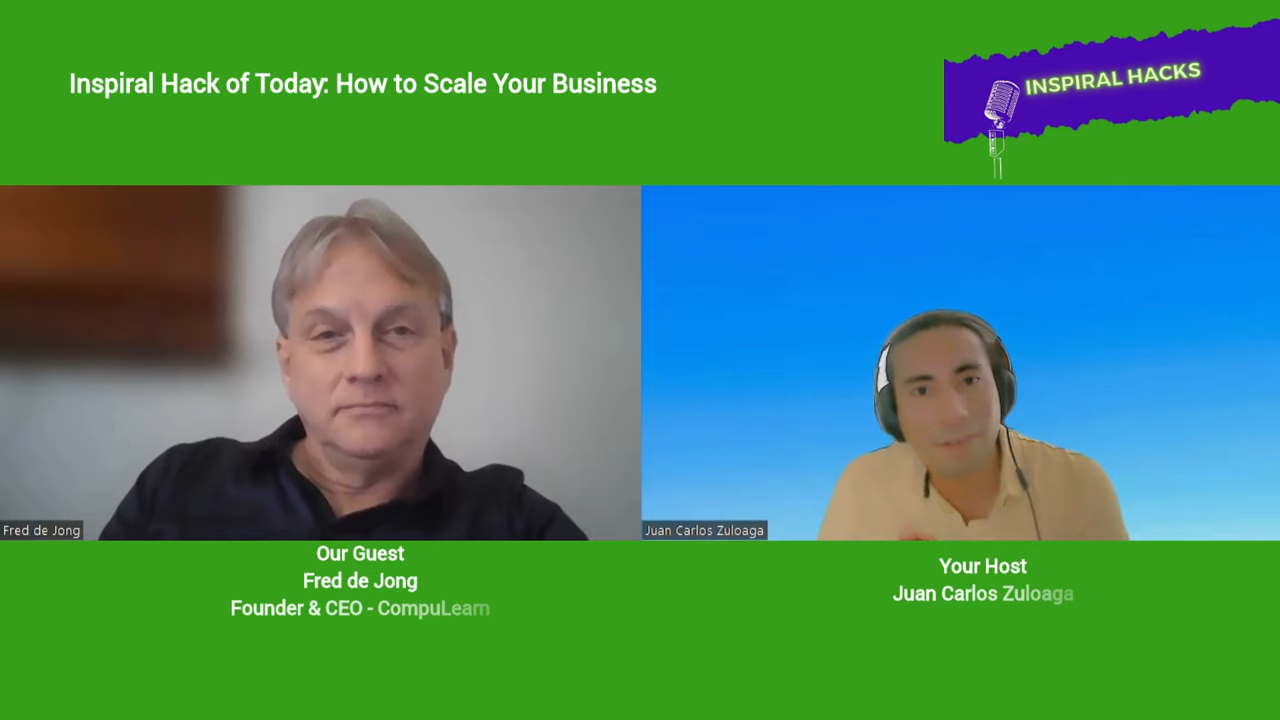 Inspiral Hack of Today: How to Scale Your Business
INSPIRAL HACKS
Fred de Jong
Juan Carlos Zuloaga
Our Guest
Fred de Jong
Founder & CEO - CompuLearn
Your Host
Juan Carlos Zuloaga